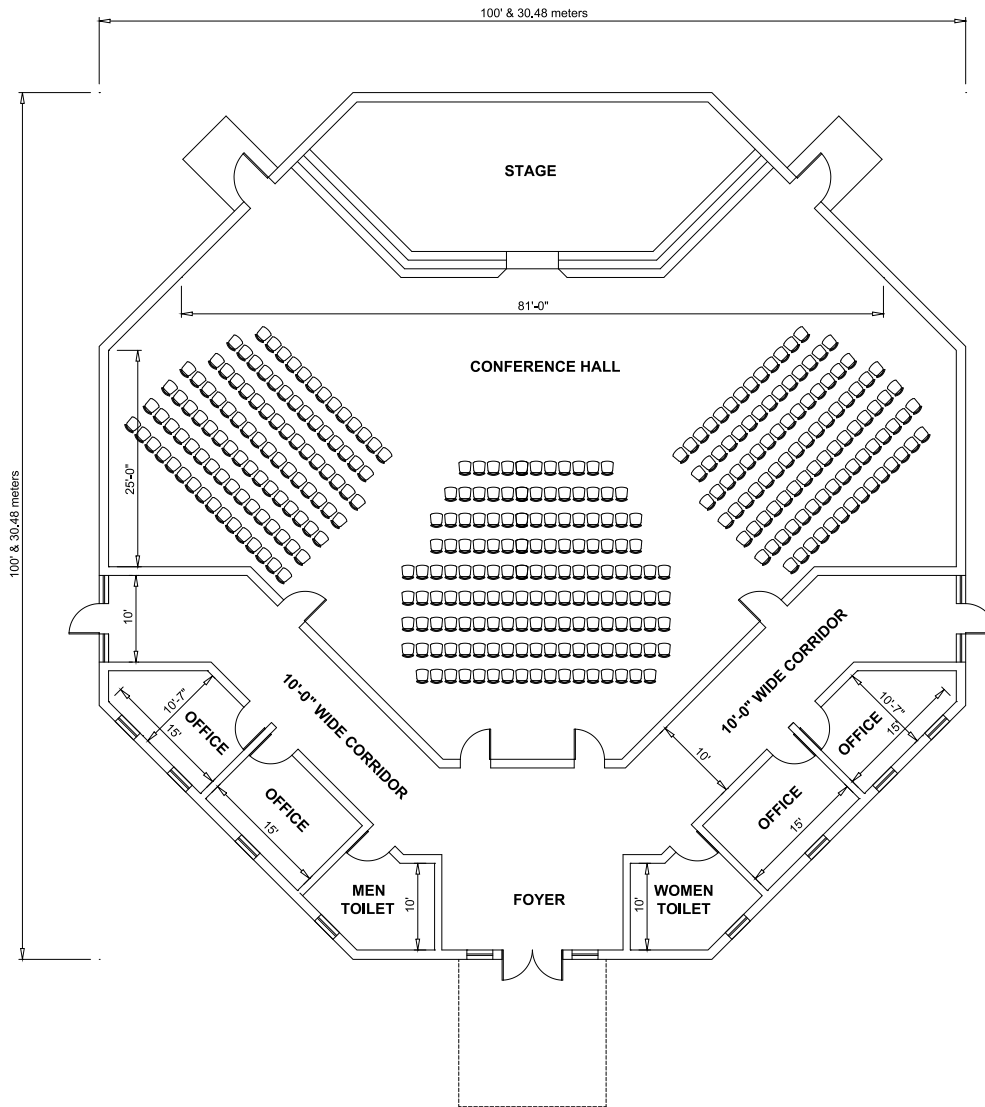 100' & 30.48 meters
STAGE
81'-0"
CONFERENCE HALL
25'-0"
100' & 30.48 meters
10'
10'-0" WIDE CORRIDOR
10'-0" WIDE CORRIDOR
10'-7"
15'
OFFICE
10'-7"
15'
OFFICE
10'
OFFICE
15'
OFFICE
15'
MEN
TOILET
10'
FOYER
10'
WOMEN
TOILET